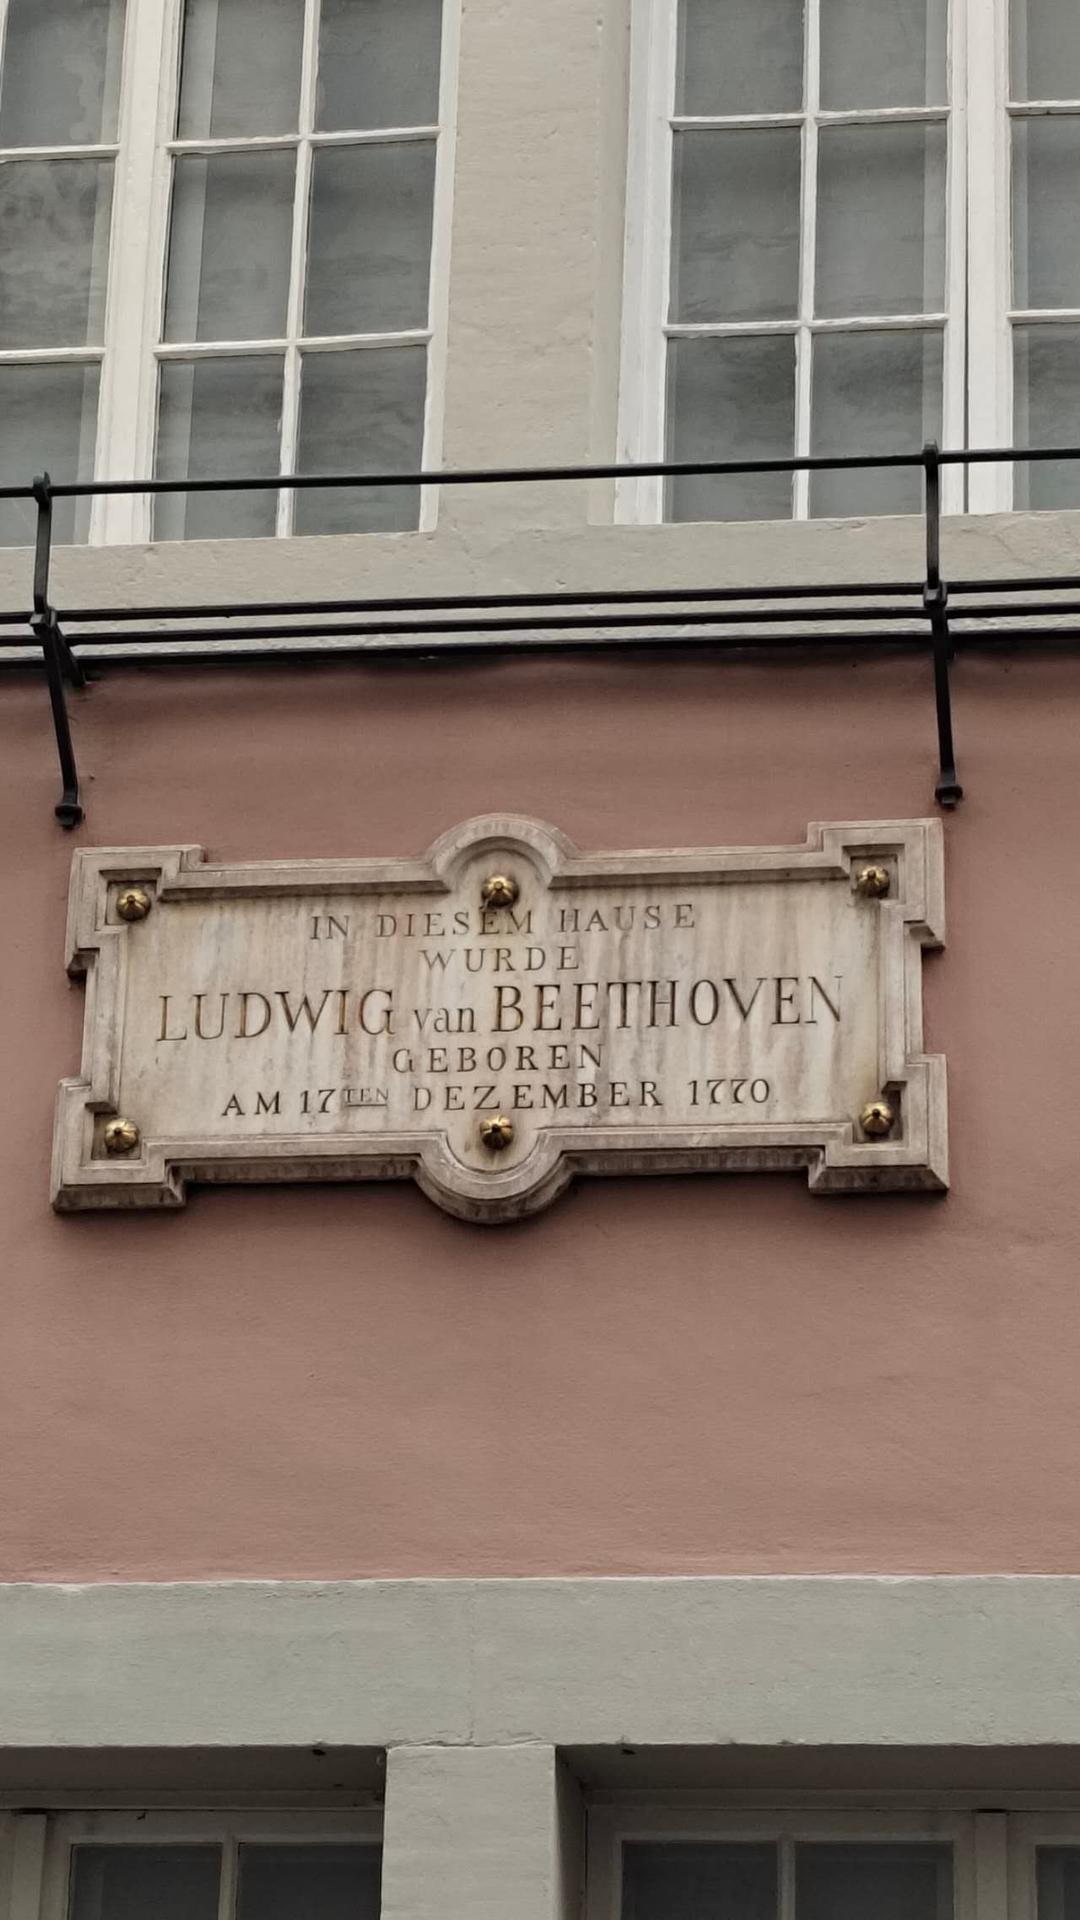 IN DIESEM HAUSE
WURDE
LUDWIG van BEETHOVEN
GEBOREN
AM 17TEN DEZEMBER 1770.